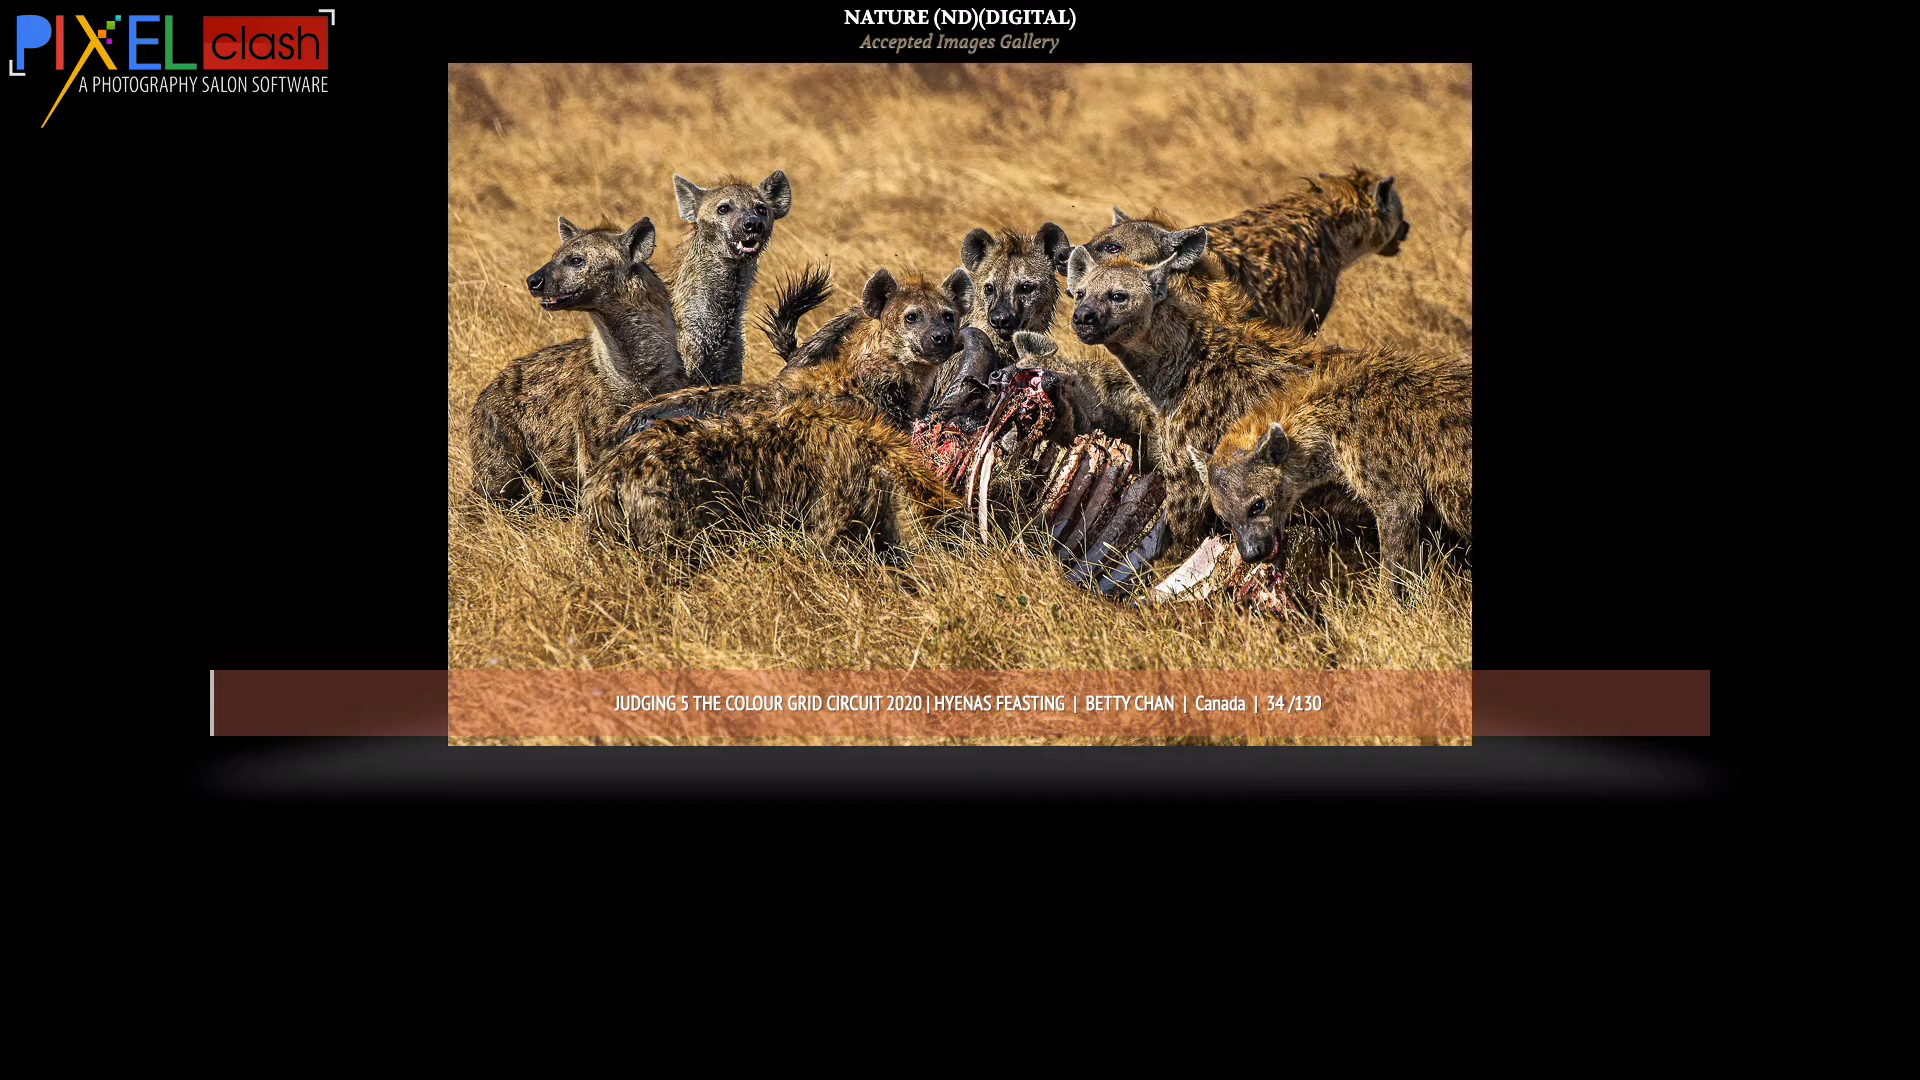 PIXEL clash
A PHOTOGRAPHY SALON SOFTWARE
NATURE (ND)(DIGITAL)
Accepted Images Gallery
JUDGING 5 THE COLOUR GRID CIRCUIT 2020 | HYENAS FEASTING | BETTY CHAN | Canada | 34 /130